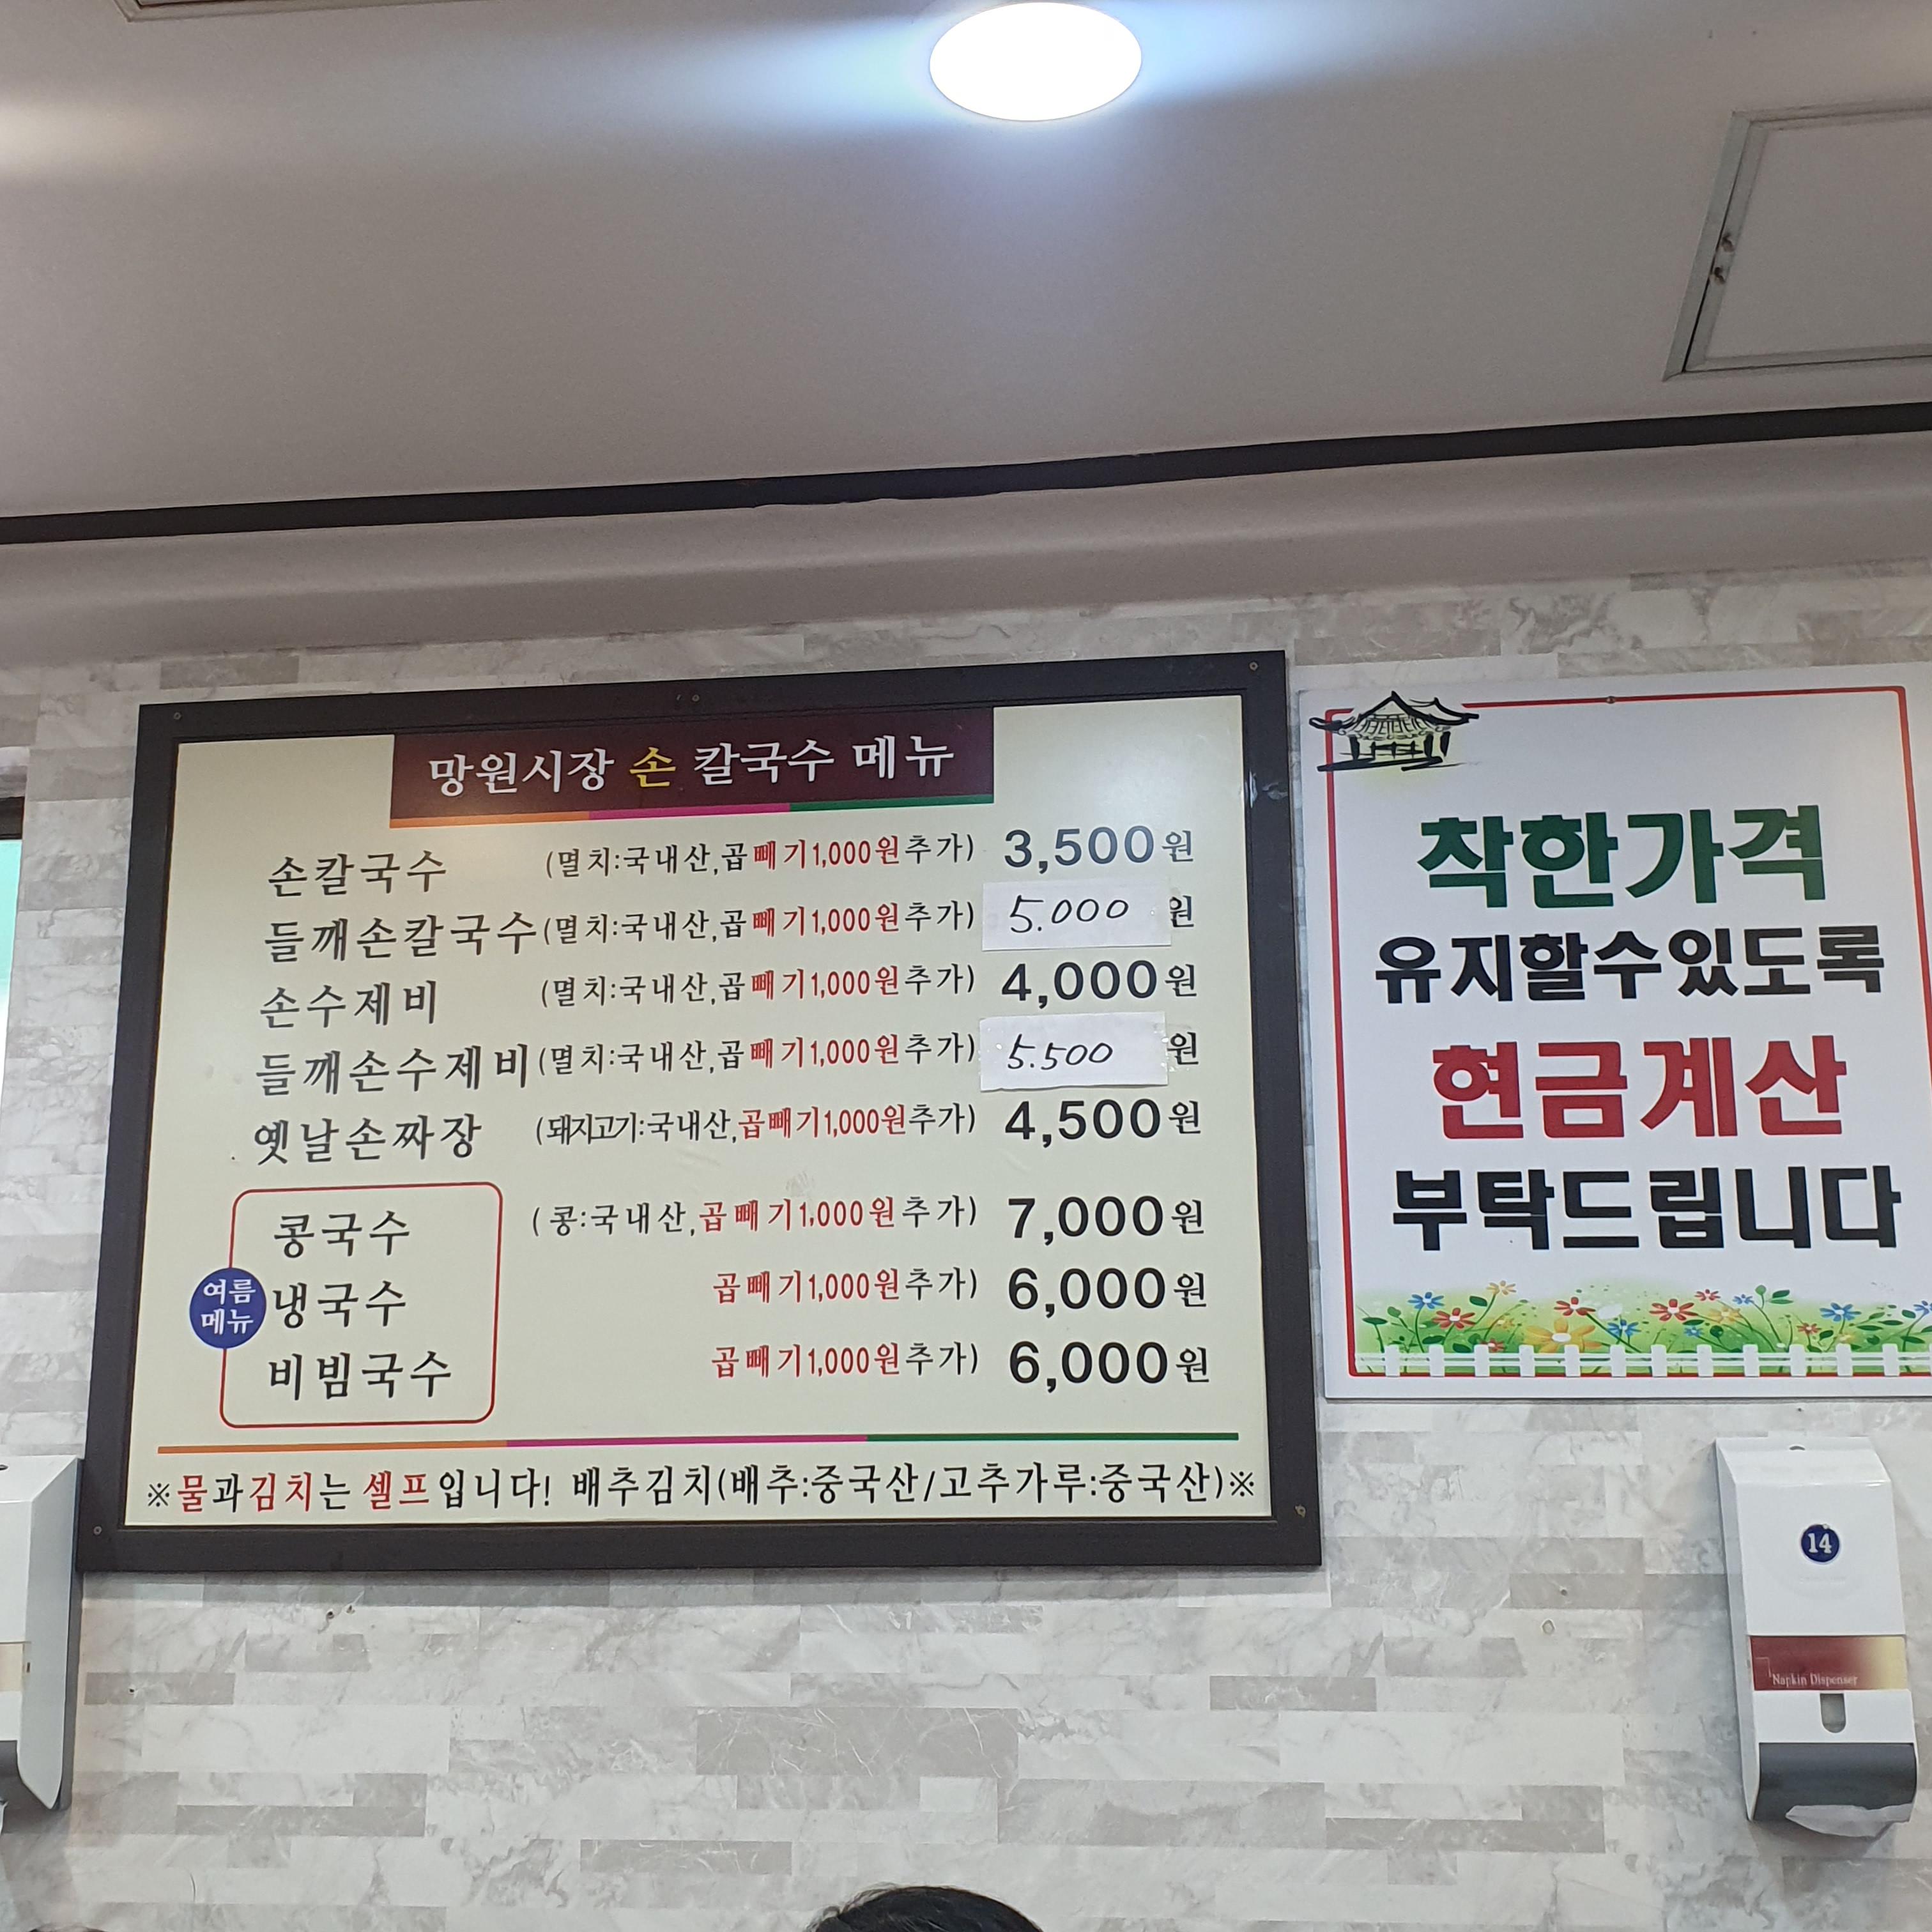 망원시장 손 칼국수 메뉴
손칼국수 (멸치:국내산,곱빼기1,000원추가) 3,500원
들깨손칼국수 (멸치:국내산,곱빼기1,000원추가) 5.000 원
손수제비 (멸치:국내산,곱빼기1,000원추가) 4,000원
들깨손수제비 (멸치:국내산,곱빼기1,000원추가) 5.500 원
옛날손짜장 (돼지고기:국내산,곱빼기1,000원추가) 4,500원
여름
메뉴
콩국수 (콩:국내산,곱빼기1,000원추가) 7,000원
냉국수 곱빼기1,000원추가) 6,000원
비빔국수 곱빼기1,000원추가) 6,000원
※물과김치는 셀프입니다! 배추김치(배추:중국산/고추가루:중국산)※
착한가격
유지할수있도록
현금계산
부탁드립니다
14
Napkin Dispenser